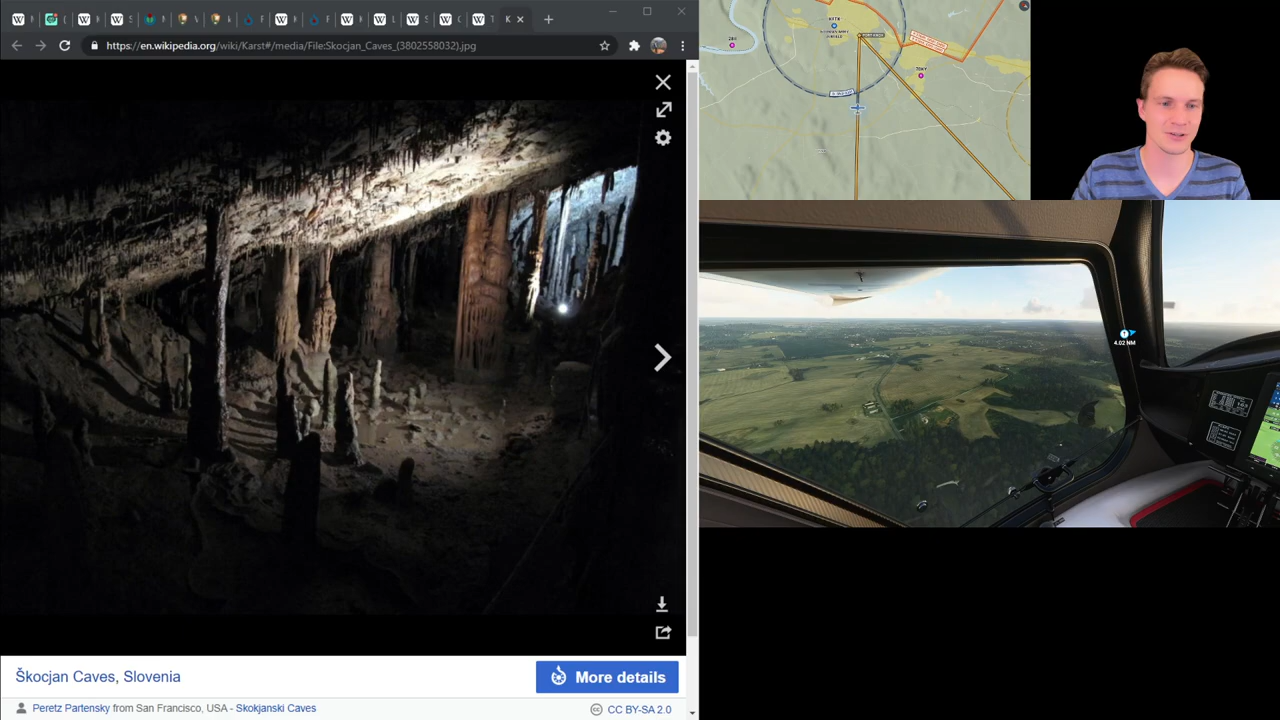 https://en.wikipedia.org/wiki/Karst#/media/File:Skocjan_Caves_(3802558032).jpg
4.02 NM
Škocjan Caves, Slovenia
More details
Peretz Partensky from San Francisco, USA - Skokjanski Caves
CC BY-SA 2.0